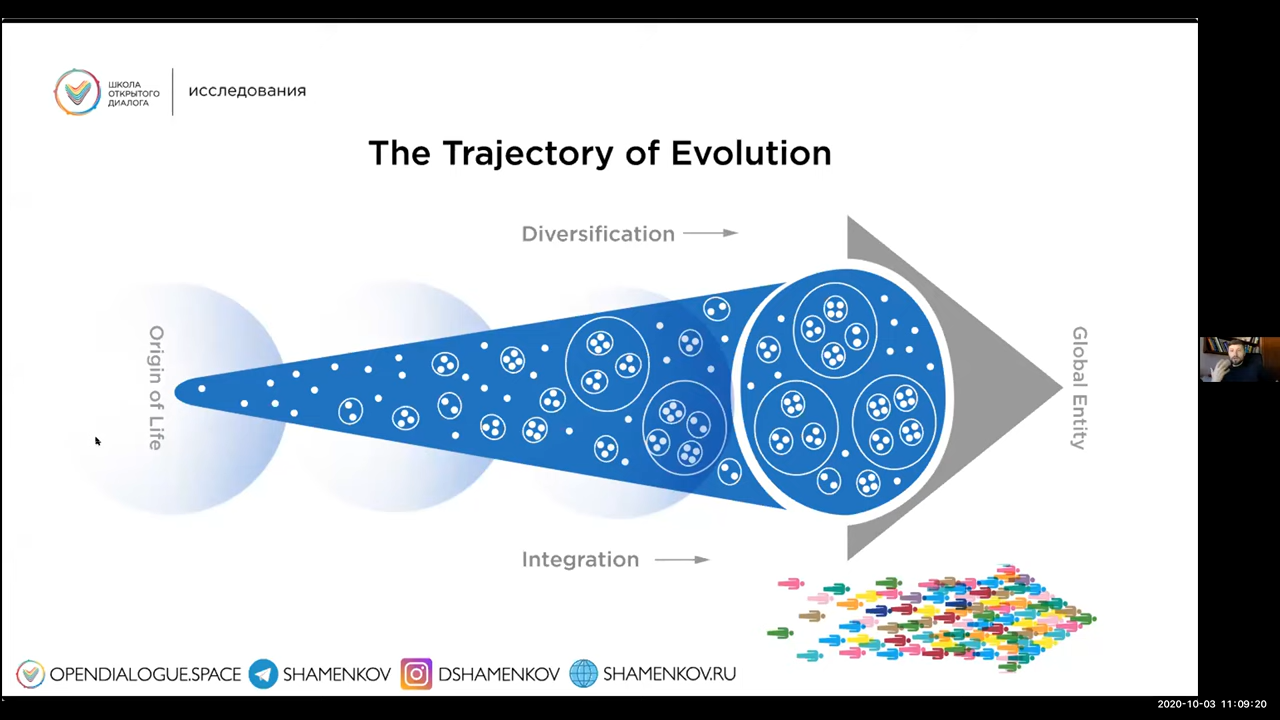 ШКОЛА
ОТКРЫТОГО
ДИАЛОГА
исследования
The Trajectory of Evolution
Diversification
Origin of Life
Global Entity
Integration
OPENDIALOGUE.SPACE
SHAMENKOV
DSHAMENKOV
SHAMENKOV.RU
2020-10-03 11:09:20